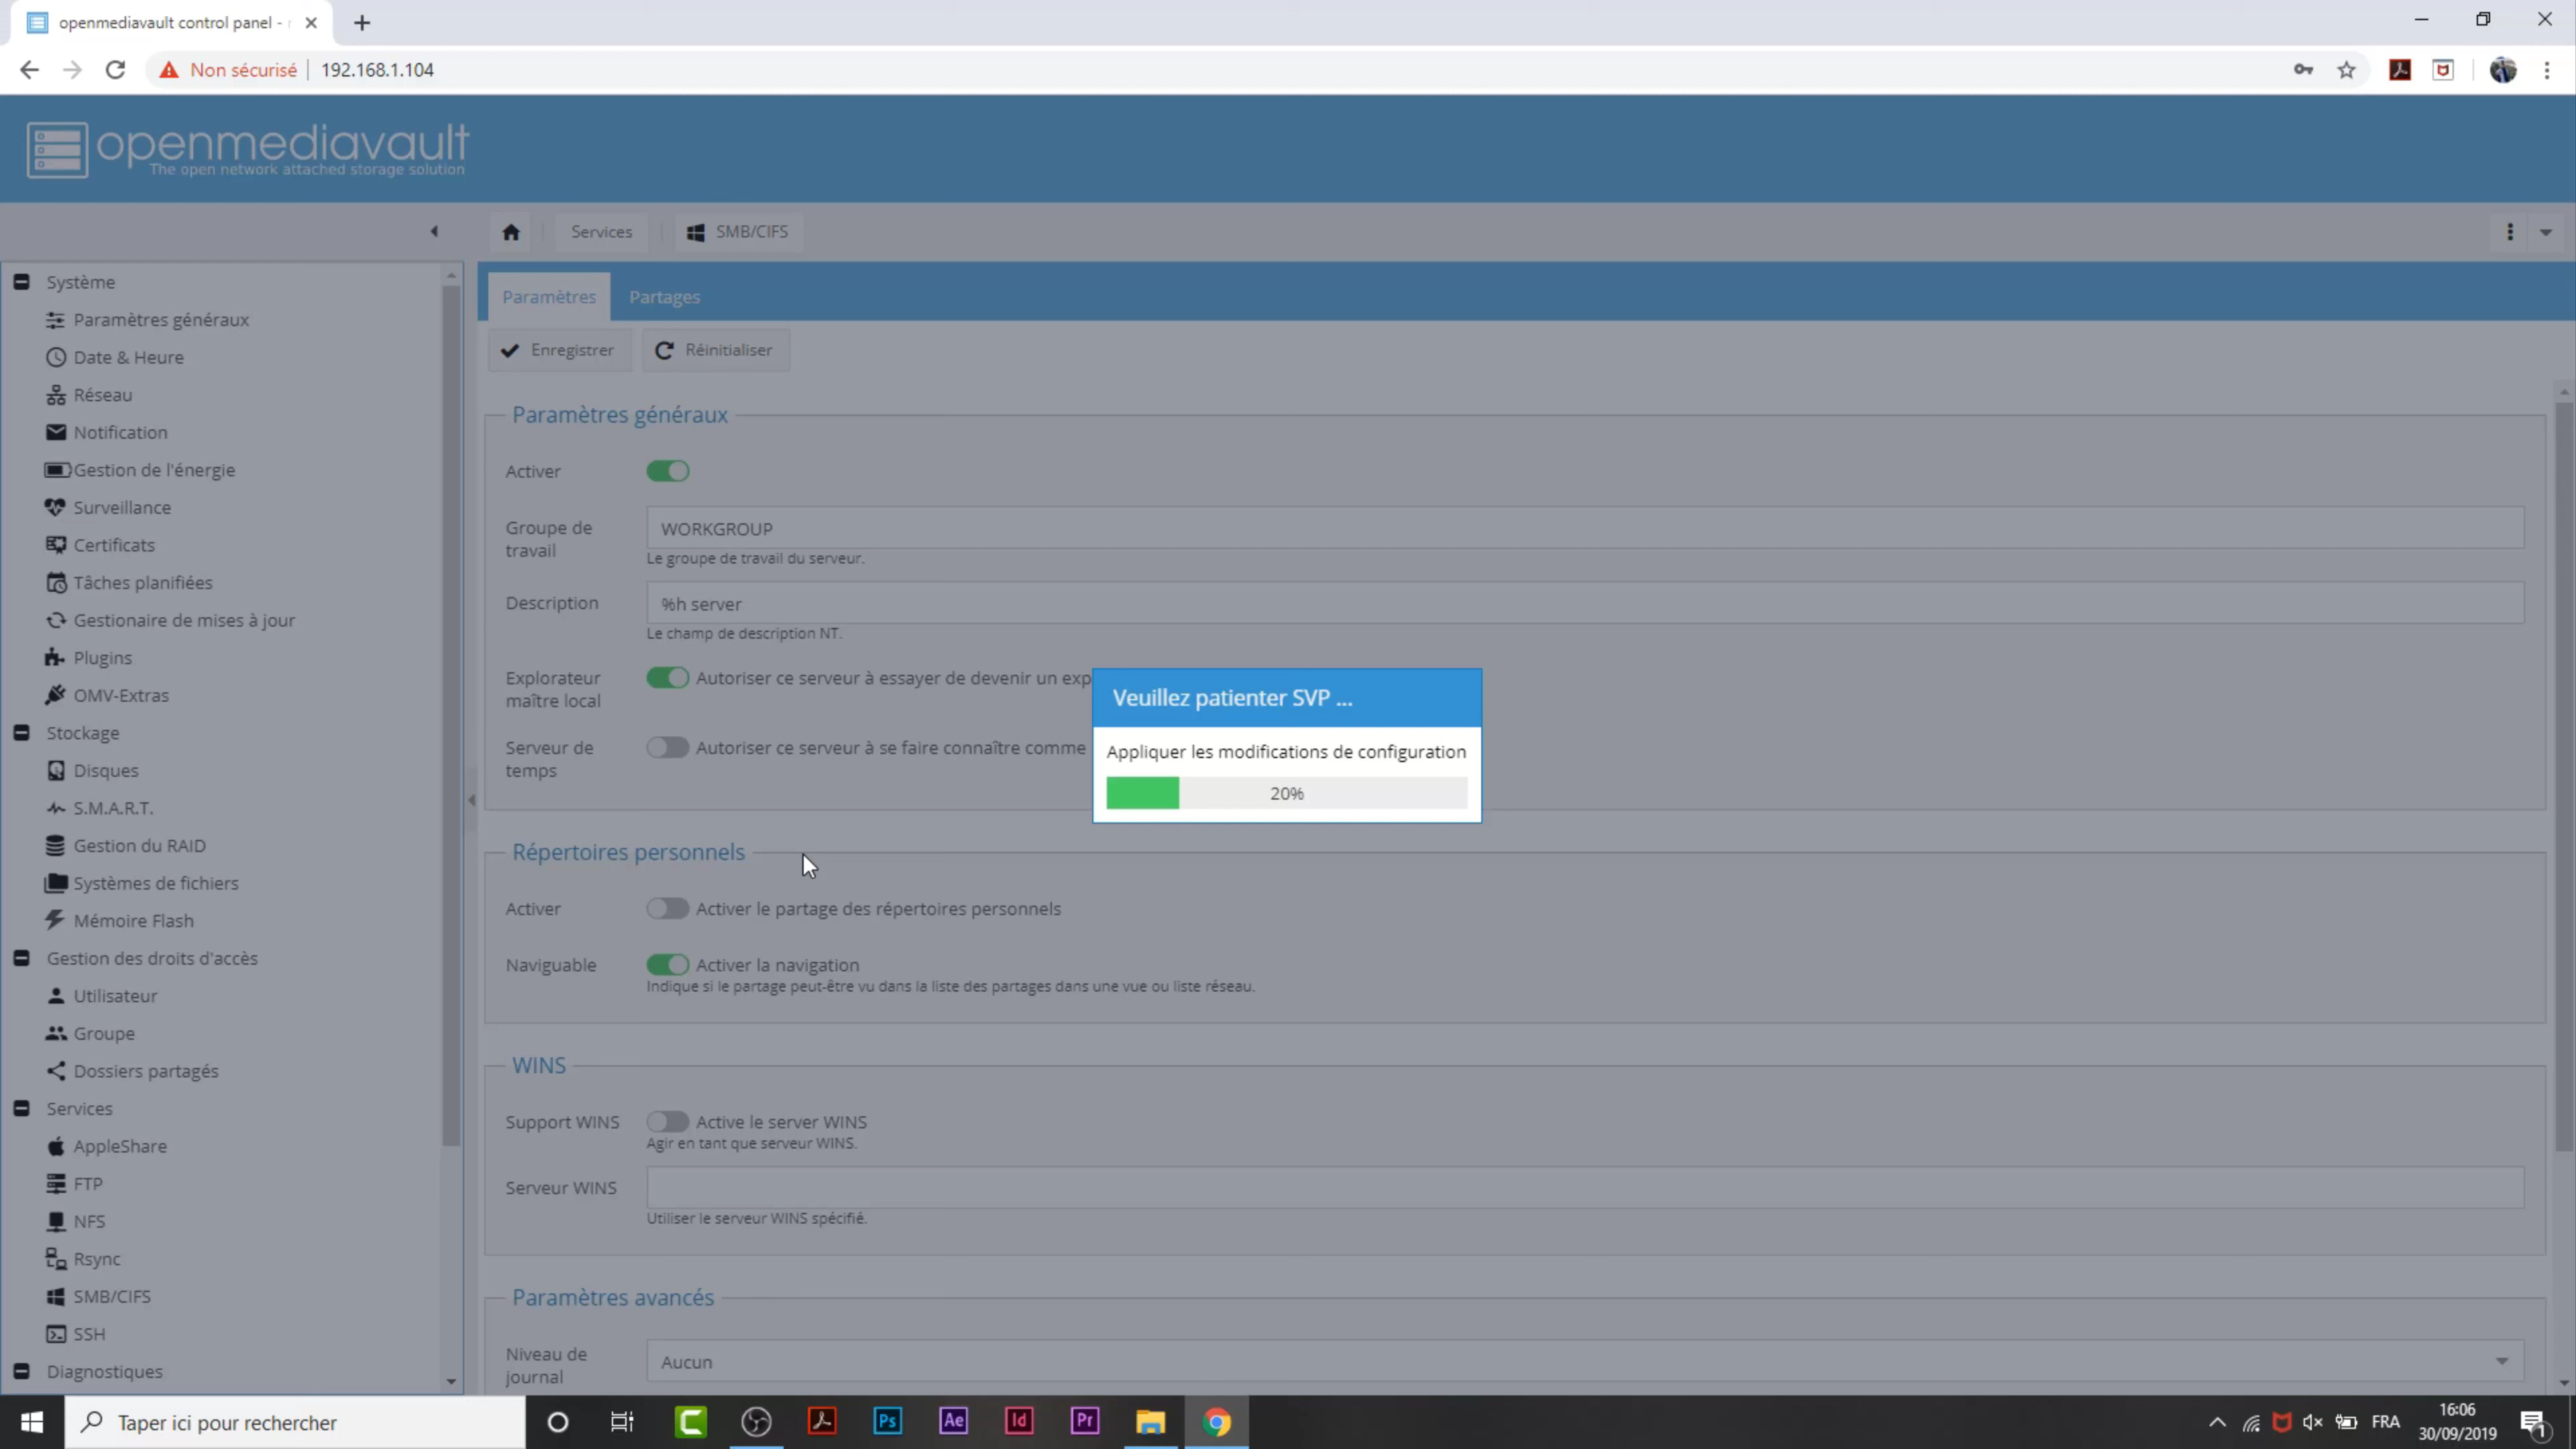 openmediavault control panel -
Non sécurisé
192.168.1.104
openmediavault
The open network attached storage solution
Services
SMB/CIFS
Système
Paramètres généraux
Date & Heure
Réseau
Notification
Gestion de l'énergie
Surveillance
Certificats
Tâches planifiées
Gestionaire de mises à jour
Plugins
OMV-Extras
Stockage
Disques
S.M.A.R.T.
Gestion du RAID
Systèmes de fichiers
Mémoire Flash
Gestion des droits d'accès
Utilisateur
Groupe
Dossiers partagés
Services
AppleShare
FTP
NFS
Rsync
SMB/CIFS
SSH
Diagnostiques
Paramètres
Partages
Enregistrer
Réinitialiser
Paramètres généraux
Activer
Groupe de
travail
WORKGROUP
Le groupe de travail du serveur.
Description
%h server
Le champ de description NT.
Explorateur
maître local
Autoriser ce serveur à essayer de devenir un exp
Serveur de
temps
Autoriser ce serveur à se faire connaître comme
Veuillez patienter SVP ...
Appliquer les modifications de configuration
20%
Répertoires personnels
Activer
Activer le partage des répertoires personnels
Naviguable
Activer la navigation
Indique si le partage peut-être vu dans la liste des partages dans une vue ou liste réseau.
WINS
Support WINS
Active le server WINS
Agir en tant que serveur WINS.
Serveur WINS
Utiliser le serveur WINS spécifié.
Paramètres avancés
Niveau de
journal
Aucun
Taper ici pour rechercher
Ps
Ae
Id
Pr
FRA
16:06
30/09/2019
1